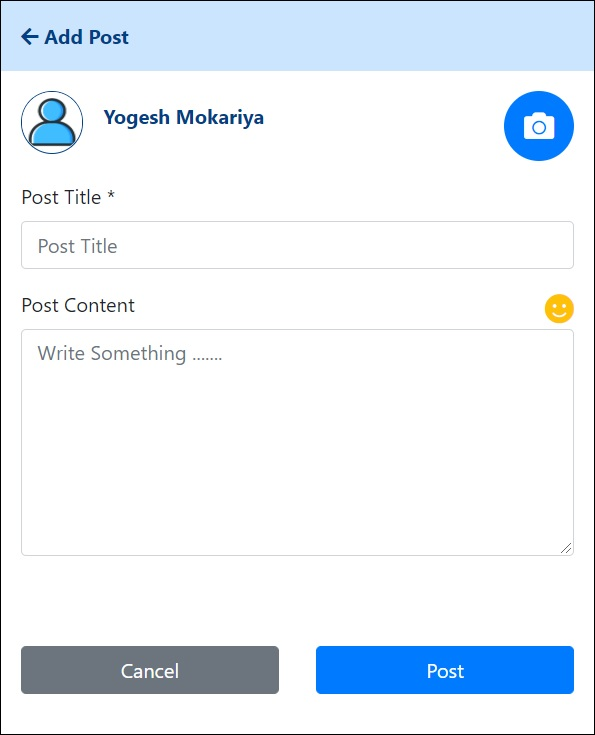 Add Post
Yogesh Mokariya
Post Title *
Post Title
Post Content
Write Something .......
Cancel
Post